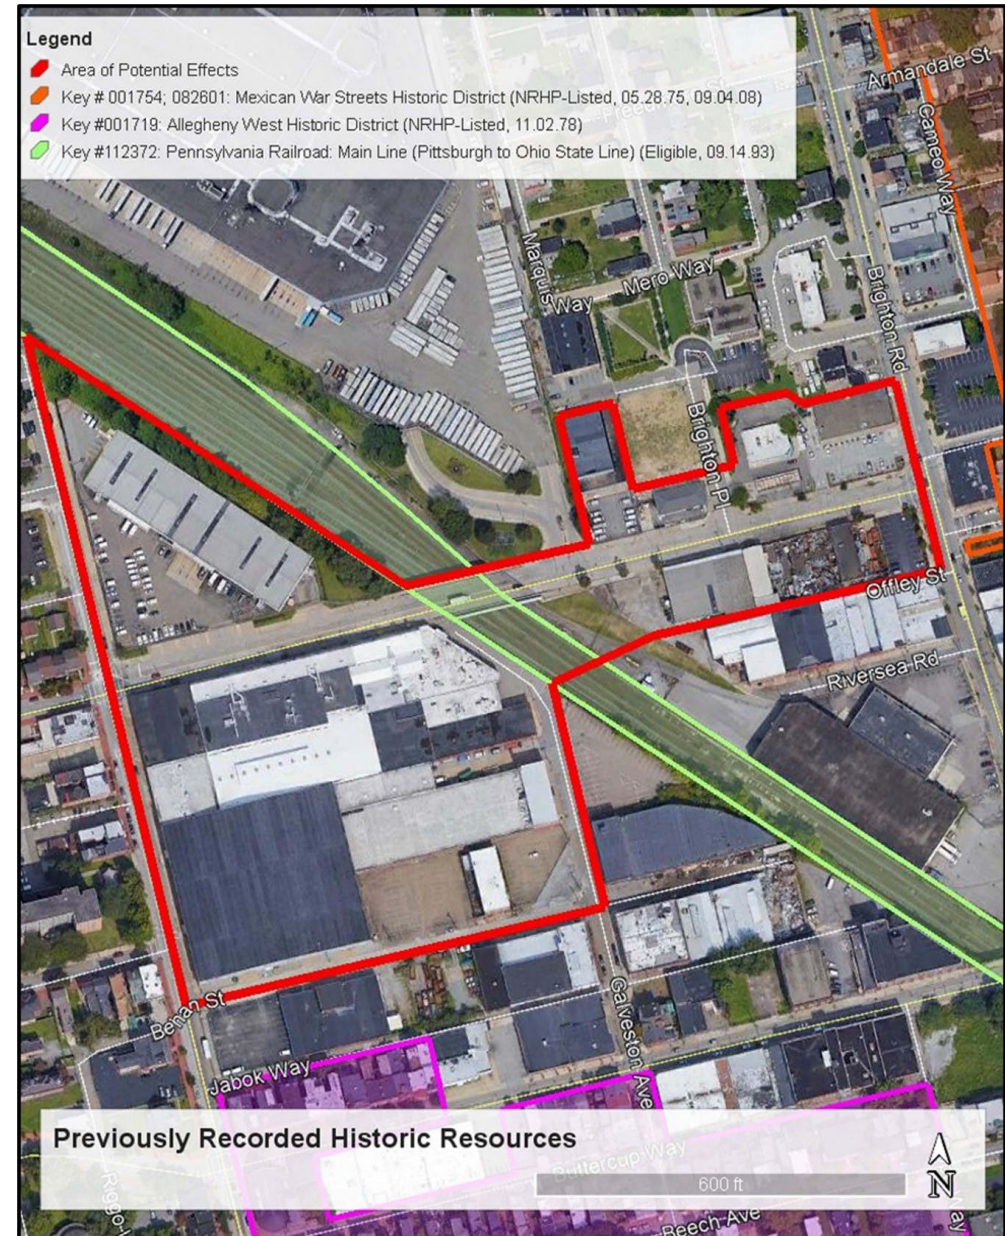 Legend
Area of Potential Effects
Key # 001754; 082601: Mexican War Streets Historic District (NRHP-Listed, 05.28.75, 09.04.08)
Key #001719: Allegheny West Historic District (NRHP-Listed, 11.02.78)
Key #112372: Pennsylvania Railroad: Main Line (Pittsburgh to Ohio State Line) (Eligible, 09.14.93)
Armandale St
Cameo Way
Marquis Way
Mero Way
Brighton Rd
Brighton Pl
Offley St
Riversea Rd
Galveston Ave
Benan St
Jabok Way
Previously Recorded Historic Resources
Buttercup Way
600 ft
N
Beech Ave
Way